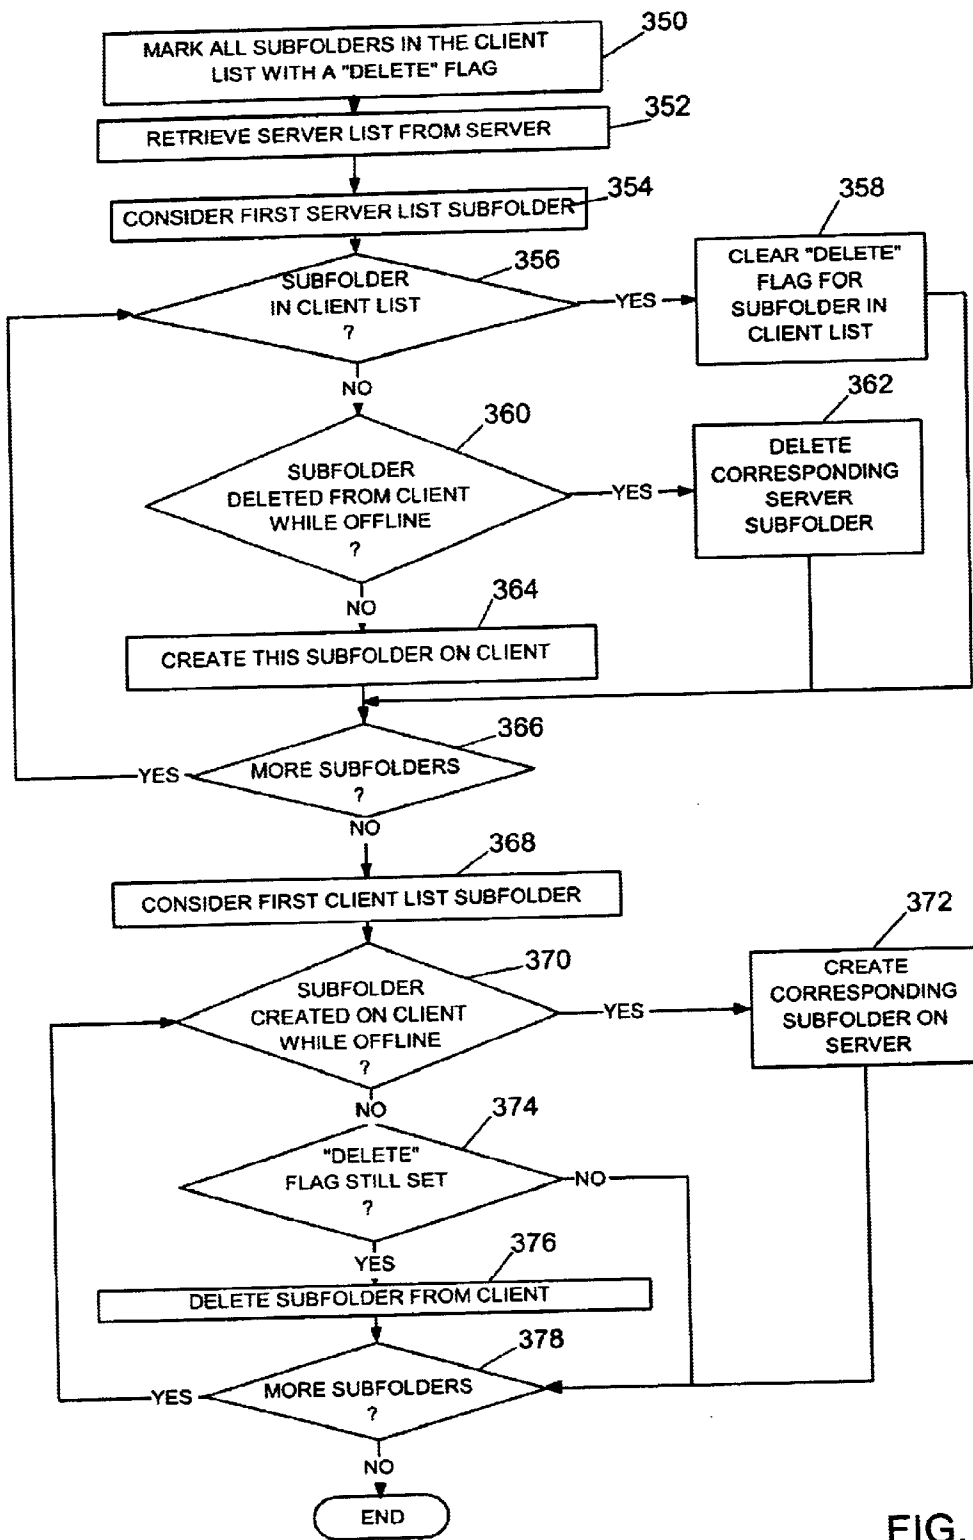 350
MARK ALL SUBFOLDERS IN THE CLIENT
LIST WITH A "DELETE" FLAG
352
RETRIEVE SERVER LIST FROM SERVER
354
CONSIDER FIRST SERVER LIST SUBFOLDER
356
SUBFOLDER
IN CLIENT LIST
?
YES
358
CLEAR "DELETE"
FLAG FOR
SUBFOLDER IN
CLIENT LIST
NO
360
SUBFOLDER
DELETED FROM CLIENT
WHILE OFFLINE
?
YES
362
DELETE
CORRESPONDING
SERVER
SUBFOLDER
NO
364
CREATE THIS SUBFOLDER ON CLIENT
366
MORE SUBFOLDERS
?
YES
NO
368
CONSIDER FIRST CLIENT LIST SUBFOLDER
370
SUBFOLDER
CREATED ON CLIENT
WHILE OFFLINE
?
YES
372
CREATE
CORRESPONDING
SUBFOLDER ON
SERVER
NO
374
"DELETE"
FLAG STILL SET
?
NO
YES
376
DELETE SUBFOLDER FROM CLIENT
378
MORE SUBFOLDERS
?
YES
NO
END
FIG.